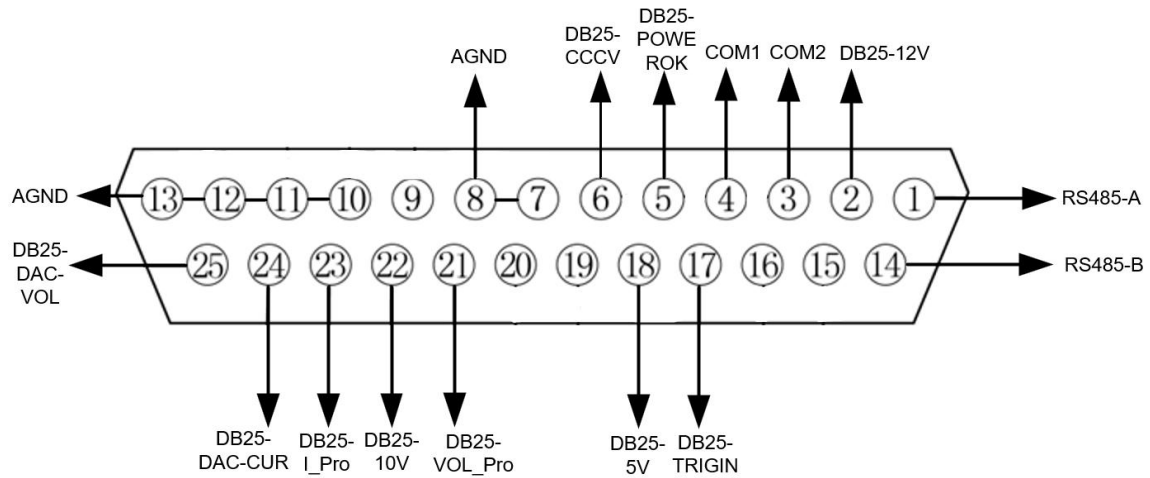 DB25-
POWE
ROK
DB25-
CCCV
AGND
COM1
COM2
DB25-12V
AGND
13
12
11
10
9
8
7
6
5
4
3
2
1
RS485-A
DB25-
DAC-
VOL
25
24
23
22
21
20
19
18
17
16
15
14
RS485-B
DB25-
DAC-CUR
DB25-
I_Pro
DB25-
10V
DB25-
VOL_Pro
DB25-
5V
DB25-
TRIGIN